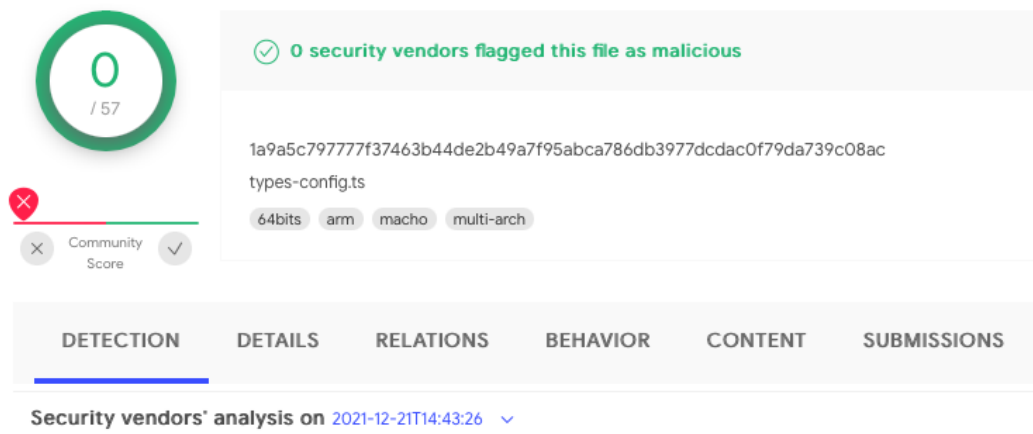 0
/ 57
0 security vendors flagged this file as malicious
1a9a5c797777f37463b44de2b49a7f95abca786db3977dcdac0f79da739c08ac
types-config.ts
64bits arm macho multi-arch
Community
Score
DETECTION DETAILS RELATIONS BEHAVIOR CONTENT SUBMISSIONS
Security vendors' analysis on 2021-12-21T14:43:26